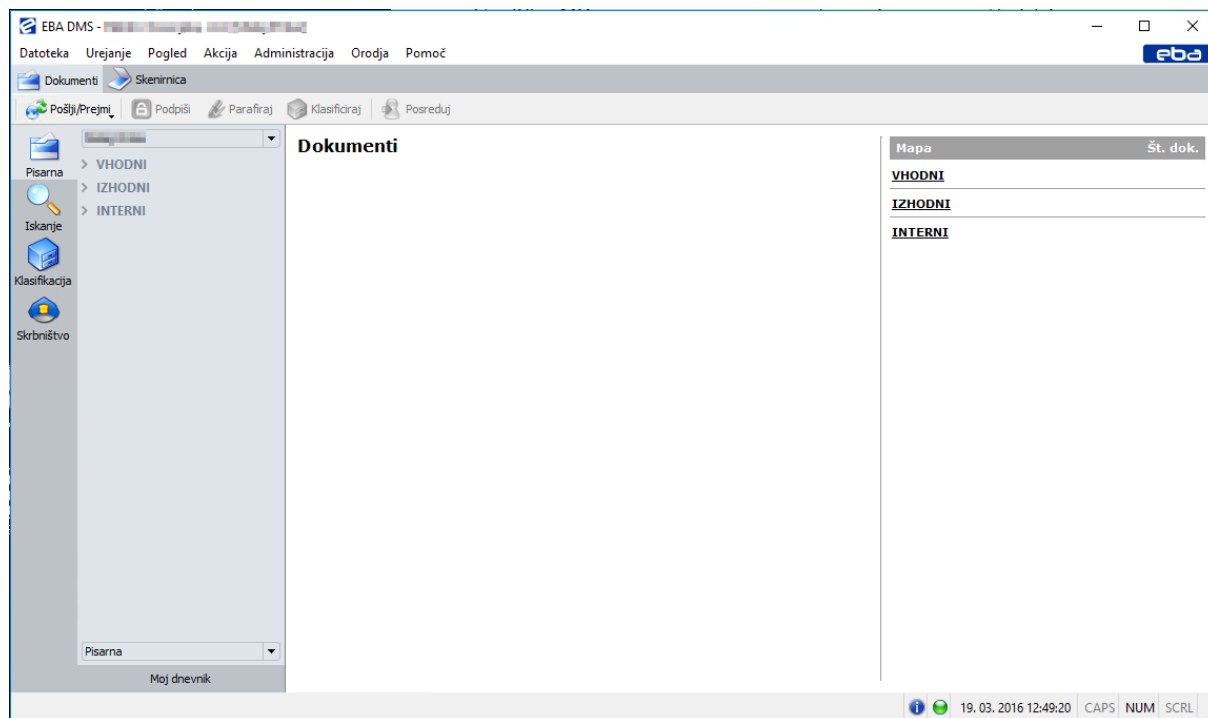 EBA DMS -
Datoteka Urejanje Pogled Akcija Administracija Orodja Pomoč
eba
Dokumenti Skenirnica
Pošlji/Prejmi Podpiši Parafiraj Klasificiraj Posreduj
Pisarna
Iskanje
Klasifikacija
Skrbništvo
> VHODNI
> IZHODNI
> INTERNI
Pisarna
Moj dnevnik
Dokumenti
Mapa Št. dok.
VHODNI
IZHODNI
INTERNI
19. 03. 2016 12:49:20 CAPS NUM SCRL